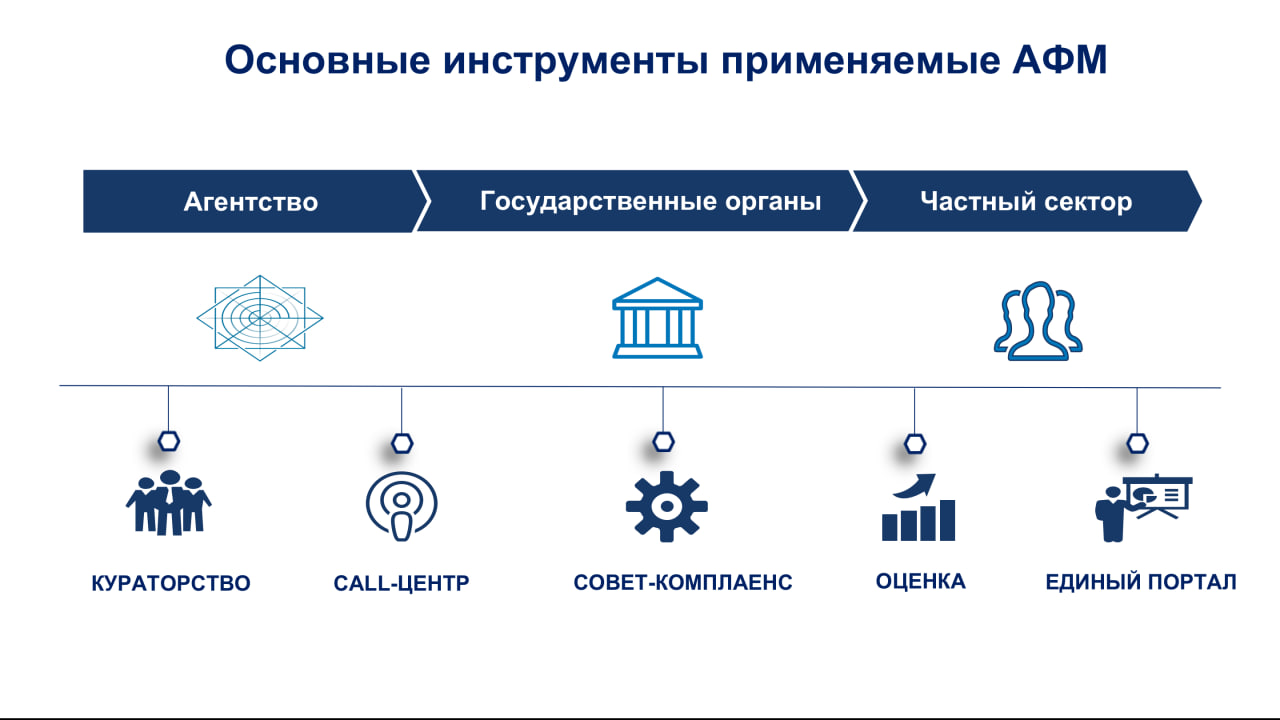 Основные инструменты применяемые АФМ
Агентство
Государственные органы
Частный сектор
КУРАТОРСТВО
CALL-ЦЕНТР
СОВЕТ-КОМПЛАЕНС
ОЦЕНКА
ЕДИНЫЙ ПОРТАЛ